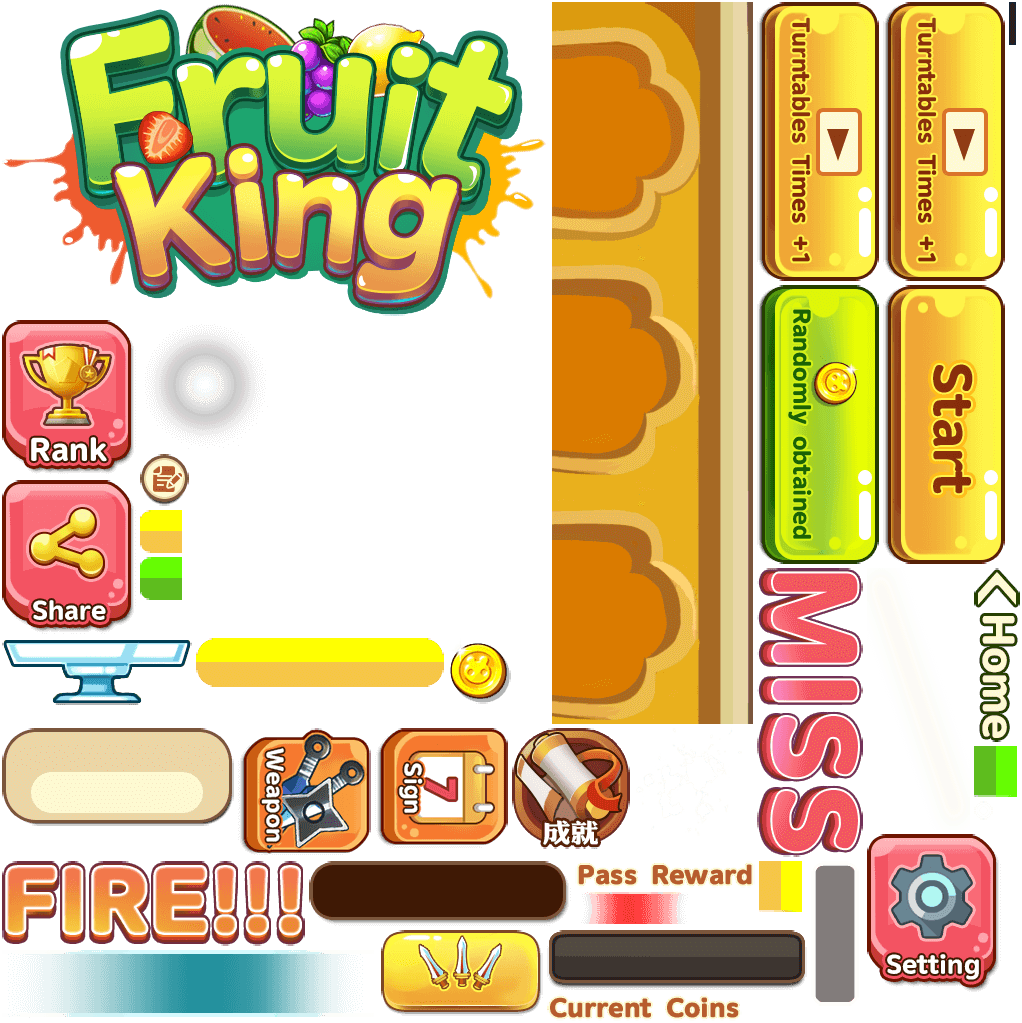 Fruit
King
Turntables Times +1
Turntables Times +1
Randomly obtained
Start
Rank
Share
MISS
Home
Weapon
Sign
7
成就
FIRE!!!
Pass Reward
Setting
Current Coins